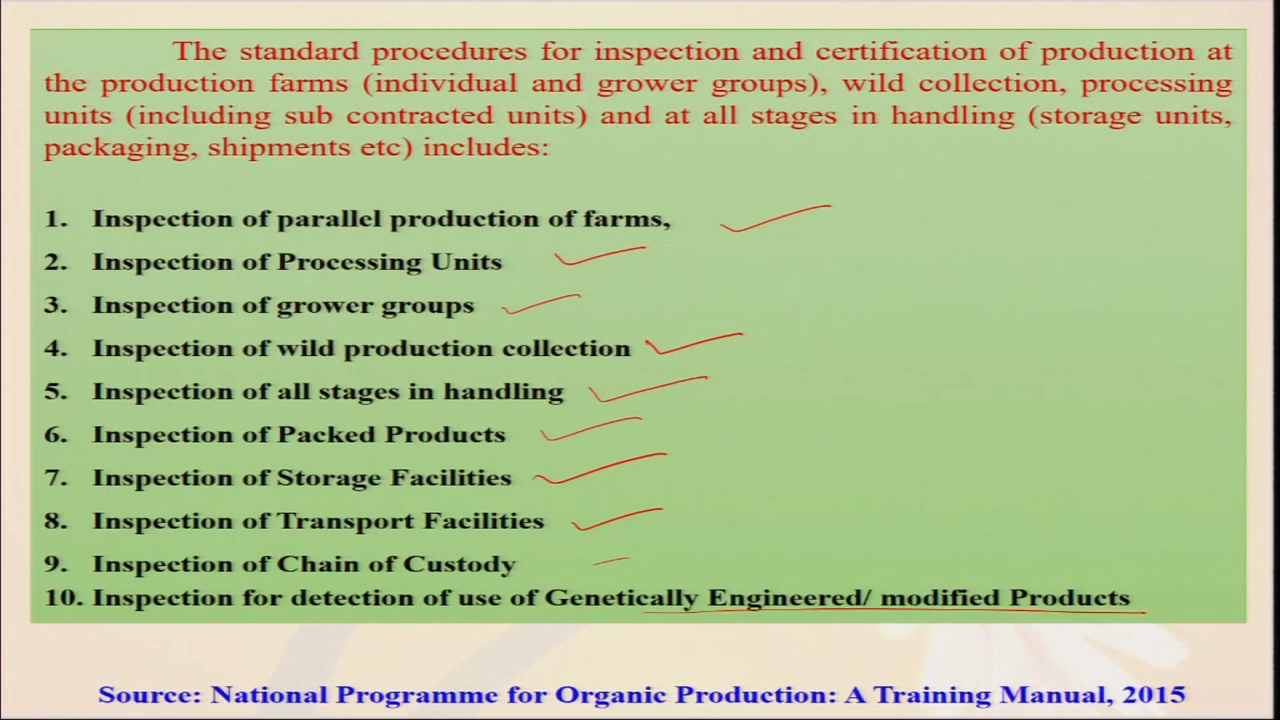 The standard procedures for inspection and certification of production at
the production farms (individual and grower groups), wild collection, processing
units (including sub contracted units) and at all stages in handling (storage units,
packaging, shipments etc) includes:
1. Inspection of parallel production of farms,
2. Inspection of Processing Units
3. Inspection of grower groups
4. Inspection of wild production collection
5. Inspection of all stages in handling
6. Inspection of Packed Products
7. Inspection of Storage Facilities
8. Inspection of Transport Facilities
9. Inspection of Chain of Custody
10. Inspection for detection of use of Genetically Engineered/ modified Products
Source: National Programme for Organic Production: A Training Manual, 2015